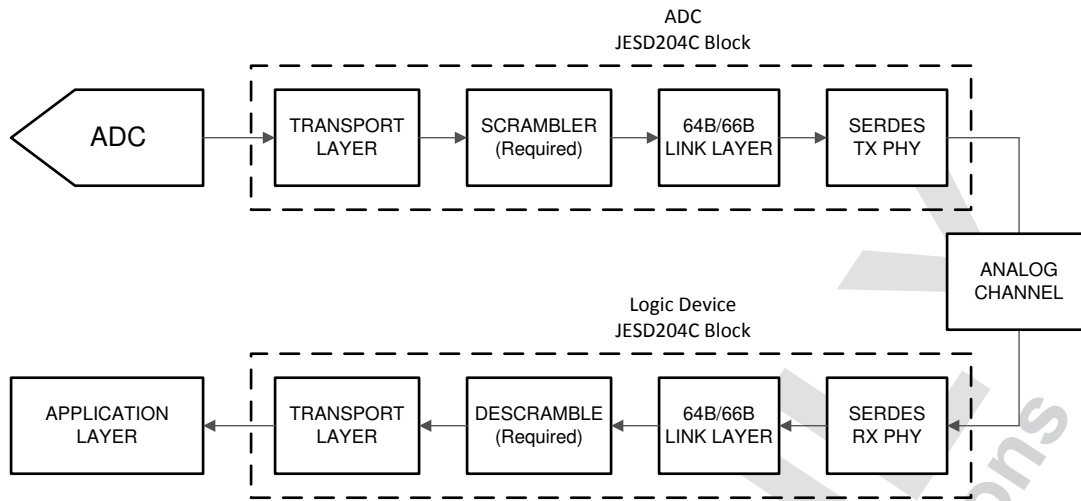 ADC
JESD204C Block
ADC
TRANSPORT
LAYER
SCRAMBLER
(Required)
64B/66B
LINK LAYER
SERDES
TX PHY
ANALOG
CHANNEL
Logic Device
JESD204C Block
APPLICATION
LAYER
TRANSPORT
LAYER
DESCRAMBLE
(Required)
64B/66B
LINK LAYER
SERDES
RX PHY